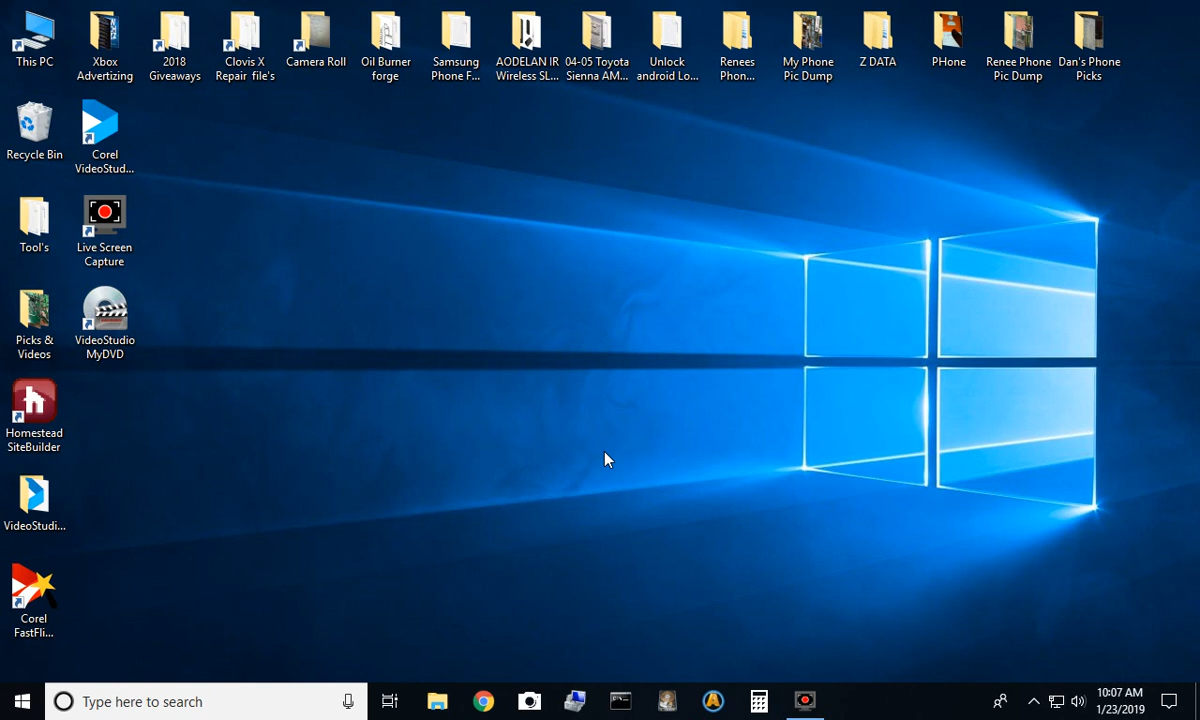 This PC
Xbox
Advertizing
2018
Giveaways
Clovis X
Repair file's
Camera Roll
Oil Burner
forge
Samsung
Phone F...
AODELAN IR
Wireless SL...
04-05 Toyota
Sienna AM...
Unlock
android Lo...
Renees
Phon...
My Phone
Pic Dump
Z DATA
PHone
Renee Phone
Pic Dump
Dan's Phone
Picks
Recycle Bin
Corel
VideoStud...
Tool's
Live Screen
Capture
Picks &
Videos
VideoStudio
MyDVD
Homestead
SiteBuilder
VideoStudi...
Corel
FastFli...
Type here to search
10:07 AM
1/23/2019